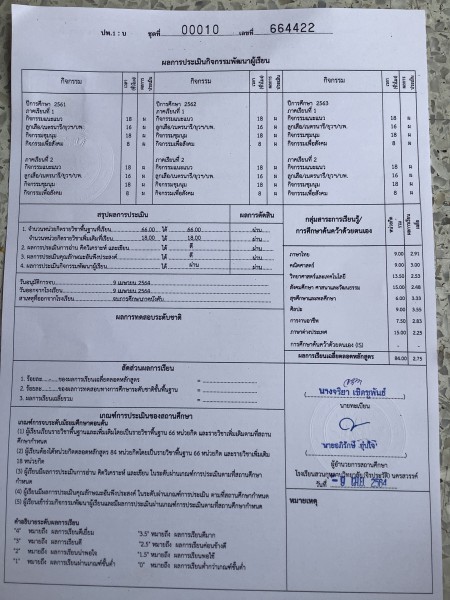 ปพ.1 : บ ชุดที่ 00010 เลขที่ 664422
ผลการประเมินกิจกรรมพัฒนาผู้เรียน
กิจกรรม เวลา (ชั่วโมง) ผลการประเมิน กิจกรรม เวลา (ชั่วโมง) ผลการประเมิน กิจกรรม เวลา (ชั่วโมง) ผลการประเมิน
ปีการศึกษา 2561 ปีการศึกษา 2562 ปีการศึกษา 2563
ภาคเรียนที่ 1 ภาคเรียนที่ 1 ภาคเรียนที่ 1
กิจกรรมแนะแนว 18 ผ กิจกรรมแนะแนว 18 ผ กิจกรรมแนะแนว 18 ผ
ลูกเสือ/เนตรนารี/ยุวฯ/บพ. 16 ผ ลูกเสือ/เนตรนารี/ยุวฯ/บพ. 16 ผ ลูกเสือ/เนตรนารี/ยุวฯ/บพ. 16 ผ
กิจกรรมชุมนุม 18 ผ กิจกรรมชุมนุม 18 ผ กิจกรรมชุมนุม 18 ผ
กิจกรรมเพื่อสังคม 8 ผ กิจกรรมเพื่อสังคม 8 ผ กิจกรรมเพื่อสังคม 8 ผ
ภาคเรียนที่ 2 ภาคเรียนที่ 2 ภาคเรียนที่ 2
กิจกรรมแนะแนว 18 ผ กิจกรรมแนะแนว 18 ผ กิจกรรมแนะแนว 18 ผ
ลูกเสือ/เนตรนารี/ยุวฯ/บพ. 16 ผ ลูกเสือ/เนตรนารี/ยุวฯ/บพ. 16 ผ ลูกเสือ/เนตรนารี/ยุวฯ/บพ. 16 ผ
กิจกรรมชุมนุม 18 ผ กิจกรรมชุมนุม 18 ผ กิจกรรมชุมนุม 18 ผ
กิจกรรมเพื่อสังคม 8 ผ กิจกรรมเพื่อสังคม 8 ผ กิจกรรมเพื่อสังคม 8 ผ
สรุปผลการประเมิน ผลการตัดสิน
1. จำนวนหน่วยกิตรายวิชาพื้นฐานที่เรียน 66.00 ได้ 66.00 ผ่าน
จำนวนหน่วยกิตรายวิชาเพิ่มเติมที่เรียน 18.00 ได้ 18.00 ผ่าน
2. ผลการประเมินการอ่าน คิดวิเคราะห์ และเขียน ได้ ดี ผ่าน
3. ผลการประเมินคุณลักษณะอันพึงประสงค์ ได้ ดี ผ่าน
4. ผลการประเมินกิจกรรมพัฒนาผู้เรียน ได้ ผ่าน ผ่าน
วันอนุมัติการจบ 9 เมษายน 2564
วันออกจากโรงเรียน 9 เมษายน 2564
สาเหตุที่ออกจากโรงเรียน จบการศึกษาภาคบังคับ
ผลการทดสอบระดับชาติ
กลุ่มสาระการเรียนรู้/
การศึกษาค้นคว้าด้วยตนเอง หน่วยกิตรวม ผลการเรียนเฉลี่ย
ภาษาไทย 9.00 2.91
คณิตศาสตร์ 9.00 3.00
วิทยาศาสตร์และเทคโนโลยี 13.50 2.53
สังคมศึกษา ศาสนาและวัฒนธรรม 15.00 2.48
สุขศึกษาและพลศึกษา 6.00 3.33
ศิลปะ 9.00 3.55
การงานอาชีพ 7.50 2.83
ภาษาต่างประเทศ 15.00 2.25
การศึกษาค้นคว้าด้วยตนเอง (IS) - -
ผลการเรียนเฉลี่ยตลอดหลักสูตร 84.00 2.75
สัดส่วนผลการเรียน
1. ร้อยละ ของผลการเรียนเฉลี่ยตลอดหลักสูตร =
2. ร้อยละ ของผลการทดสอบทางการศึกษาระดับชาติขั้นพื้นฐาน =
3. ผลการเรียนเฉลี่ยรวม =
เกณฑ์การประเมินของสถานศึกษา
เกณฑ์การจบระดับมัธยมศึกษาตอนต้น
(1) ผู้เรียนเรียนรายวิชาพื้นฐานและเพิ่มเติมโดยเป็นรายวิชาพื้นฐาน 66 หน่วยกิต และรายวิชาเพิ่มเติมตามที่สถานศึกษากำหนด
(2) ผู้เรียนต้องได้หน่วยกิตตลอดหลักสูตร 84 หน่วยกิต โดยเป็นรายวิชาพื้นฐาน 66 หน่วยกิต และรายวิชาเพิ่มเติม 18 หน่วยกิต
(3) ผู้เรียนมีผลการประเมินการอ่าน คิดวิเคราะห์ และเขียน ในระดับผ่านเกณฑ์การประเมินตามที่สถานศึกษากำหนด
(4) ผู้เรียนมีผลการประเมินคุณลักษณะอันพึงประสงค์ ในระดับผ่านเกณฑ์การประเมิน ตามที่สถานศึกษากำหนด
(5) ผู้เรียนเข้าร่วมกิจกรรมพัฒนาผู้เรียนและมีผลการประเมินผ่านเกณฑ์การประเมินตามที่สถานศึกษากำหนด
คำอธิบายระดับผลการเรียน
"4" หมายถึง ผลการเรียนดีเยี่ยม "3.5" หมายถึง ผลการเรียนดีมาก
"3" หมายถึง ผลการเรียนดี "2.5" หมายถึง ผลการเรียนค่อนข้างดี
"2" หมายถึง ผลการเรียนน่าพอใจ "1.5" หมายถึง ผลการเรียนพอใช้
"1" หมายถึง ผลการเรียนผ่านเกณฑ์ขั้นต่ำ "0" หมายถึง ผลการเรียนต่ำกว่าเกณฑ์ขั้นต่ำ
นางจริยา เชิดชูพันธ์
นายทะเบียน
ผู้อำนวยการสถานศึกษา
วันที่ - 9 เม.ย. 2564
หมายเหตุ